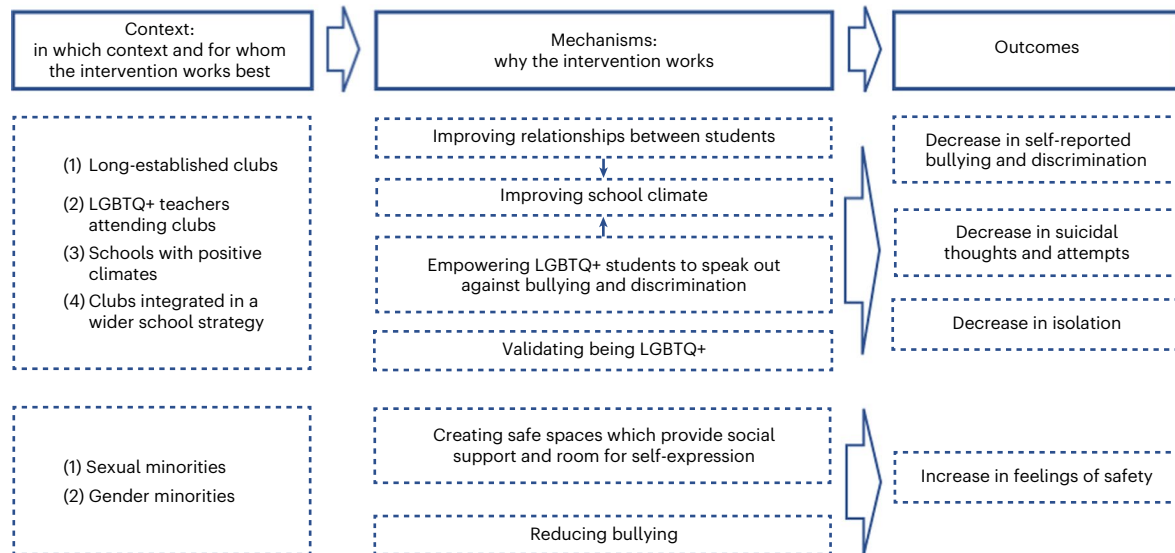 Context:
in which context and for whom
the intervention works best
Mechanisms:
why the intervention works
Outcomes
(1) Long-established clubs
(2) LGBTQ+ teachers
attending clubs
(3) Schools with positive
climates
(4) Clubs integrated in a
wider school strategy
Improving relationships between students
Improving school climate
Empowering LGBTQ+ students to speak out
against bullying and discrimination
Validating being LGBTQ+
Decrease in self-reported
bullying and discrimination
Decrease in suicidal
thoughts and attempts
Decrease in isolation
(1) Sexual minorities
(2) Gender minorities
Creating safe spaces which provide social
support and room for self-expression
Reducing bullying
Increase in feelings of safety